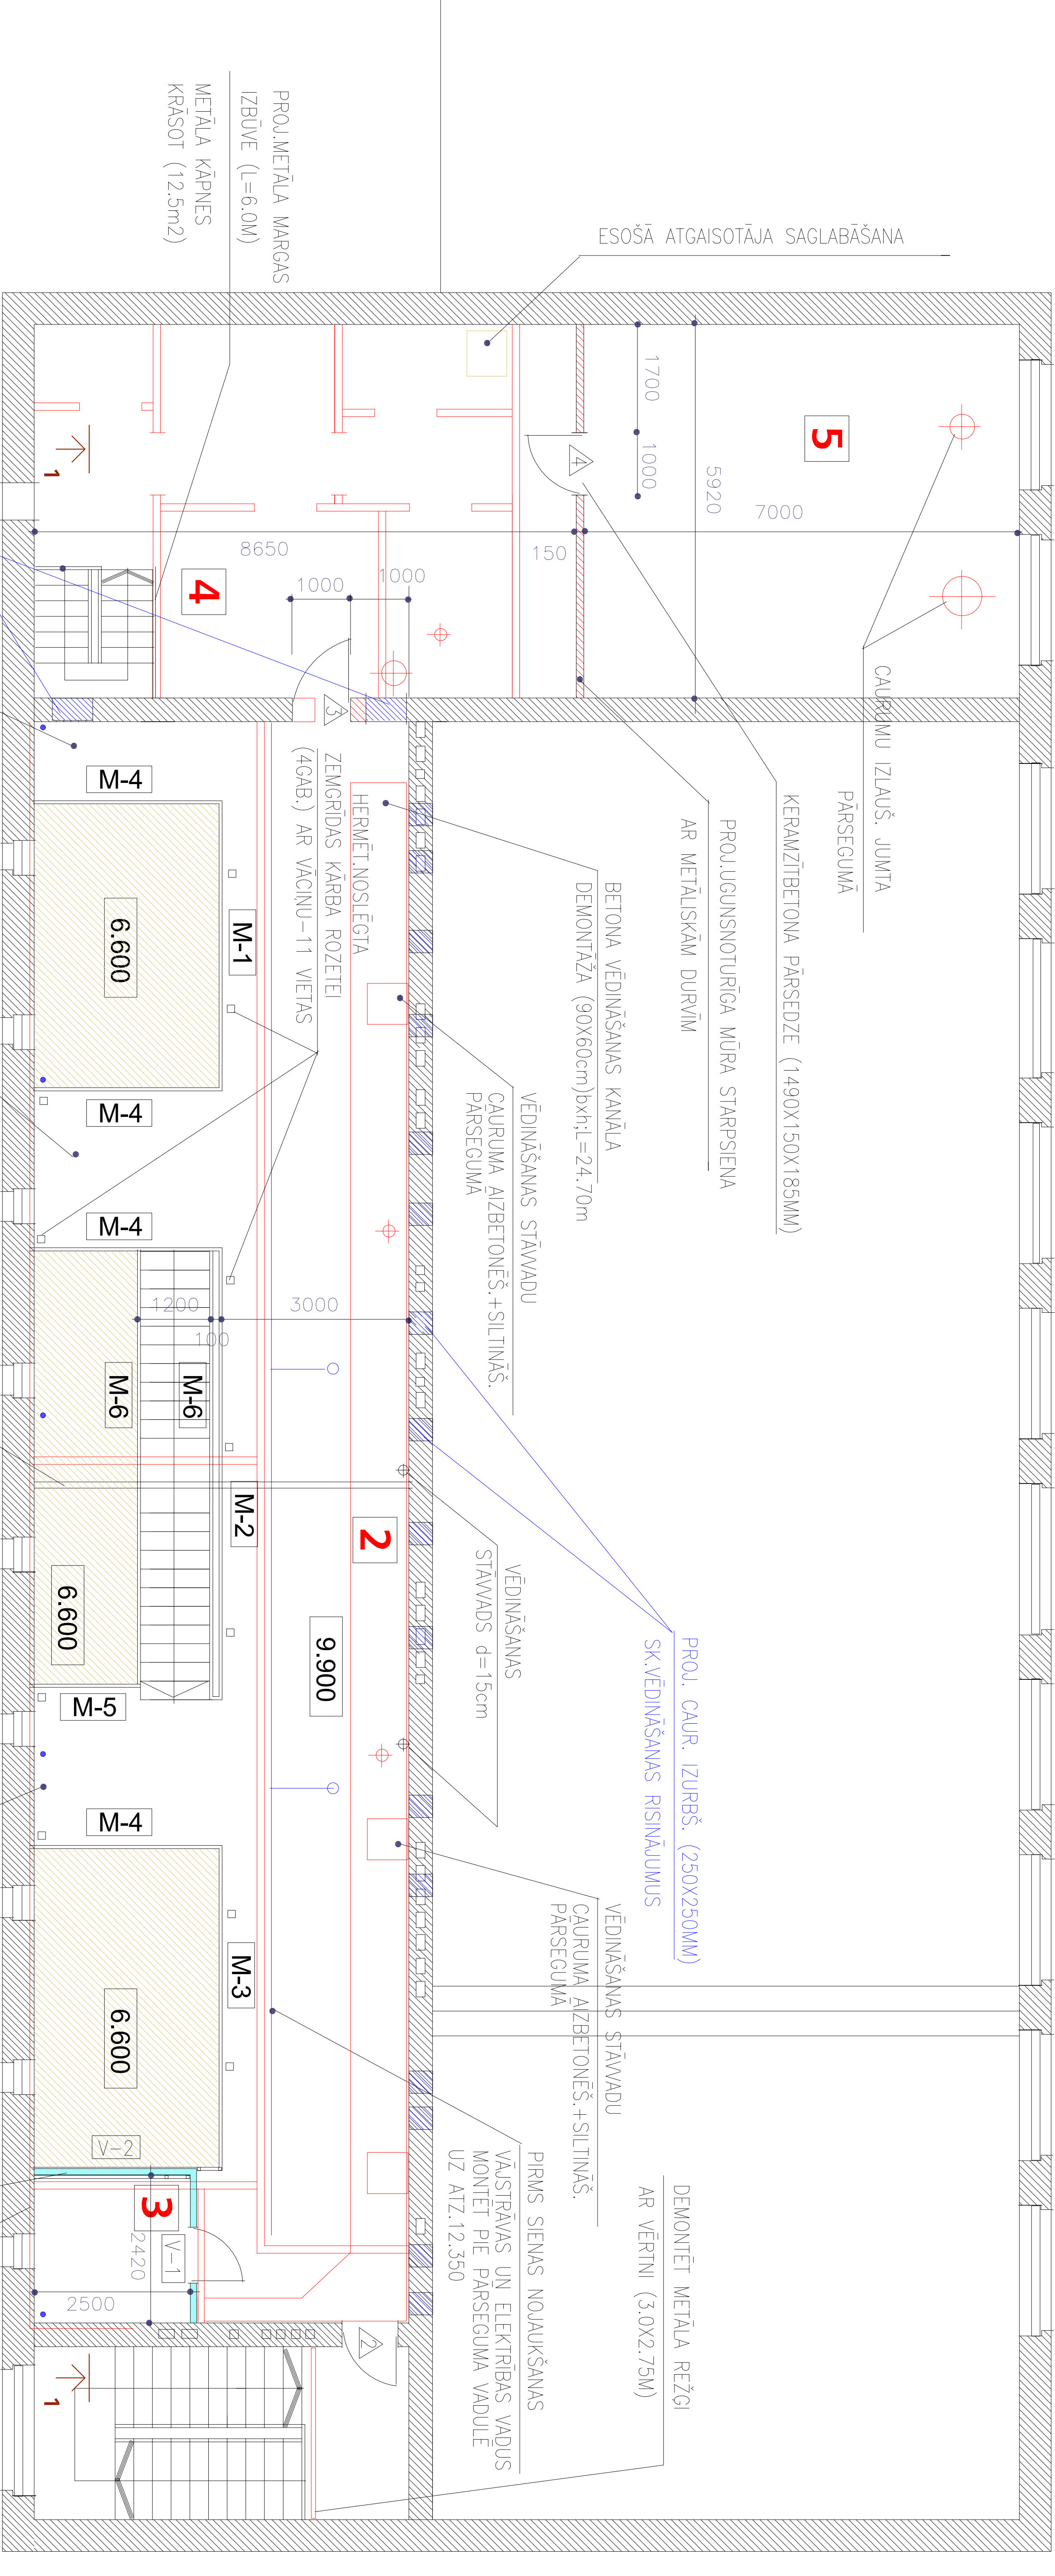 ESOŠĀ ATGAISOTĀJA SAGLABĀŠANA
PROJ.METĀLA MARGAS
IZBŪVE (L=6.0M)
METĀLA KĀPNES
KRĀSOT (12.5m2)
5
1700
1000
5920
7000
8650
150
1000
1000
4
4
3
1
CAURUMU IZLAUŠ. JUMTA
PĀRSEGUMĀ
KERAMZĪTBETONA PĀRSEDZE (1490X150X185MM)
PROJ.UGUNSNOTURĪGA MŪRA STARPSIENA
AR METĀLISKĀM DURVĪM
BETONA VĒDINĀŠANAS KANĀLA
DEMONTĀŽA (90X60cm)bxh;L=24.70m
HERMĒT.NOSLĒGTA
ZEMGRĪDAS KĀRBA ROZETEI
(4GAB.) AR VĀCIŅU-11 VIETAS
VĒDINĀŠANAS STĀVVADU
CAURUMA AIZBETONĒŠ.+SILTINĀŠ.
PĀRSEGUMĀ
M-4
M-1
6.600
M-4
M-4
1200
100
3000
M-6
M-6
M-2
2
6.600
9.900
M-5
VĒDINĀŠANAS
STĀVVADS d=15cm
PROJ. CAUR. IZURBŠ. (250X250MM)
SK.VĒDINĀŠANAS RISINĀJUMUS
M-4
M-3
6.600
VĒDINĀŠANAS STĀVVADU
CAURUMA AIZBETONĒŠ.+SILTINĀŠ.
PĀRSEGUMĀ
V-2
3
V-1
2420
2500
2
PIRMS SIENAS NOJAUKŠANAS
VĀJSTRĀVAS UN ELEKTRĪBAS VADUS
MONTĒT PIE PĀRSEGUMA VADULĒ
UZ ATZ.12.350
DEMONTĒT METĀLA REŽĢI
AR VĒRTNI (3.0X2.75M)
1